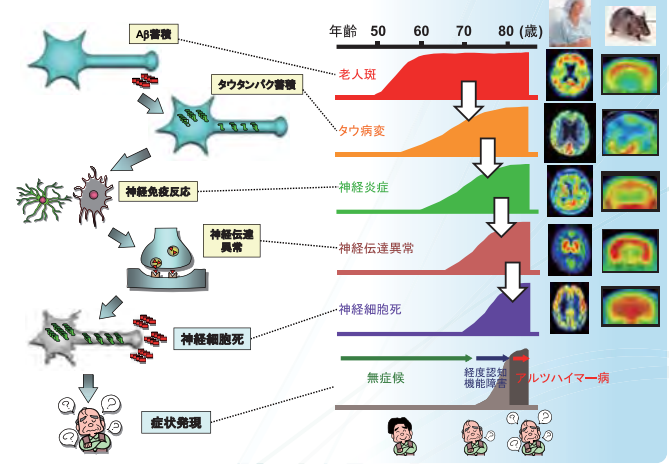 Aβ蓄積
タウタンパク蓄積
神経免疫反応
神経伝達
異常
神経細胞死
症状発現
年齢 50 60 70 80 (歳)
老人斑
タウ病変
神経炎症
神経伝達異常
神経細胞死
無症候
経度認知
機能障害
アルツハイマー病
? ? ? ?
? ?
? ? ? ?